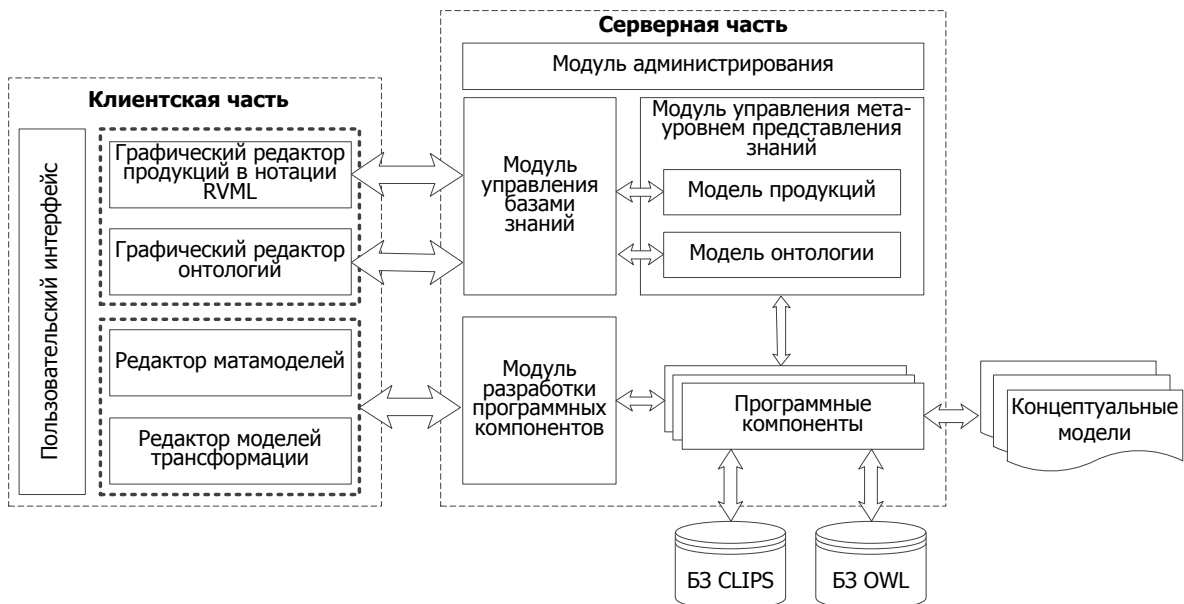 Серверная часть
Модуль администрирования
Клиентская часть
Пользовательский интерфейс
Графический редактор
продукций в нотации
RVML
Графический редактор
онтологий
Редактор матамоделей
Редактор моделей
трансформации
Модуль
управления
базами
знаний
Модуль управления мета-
уровнем представления
знаний
Модель продукций
Модель онтологии
Модуль
разработки
программных
компонентов
Программные
компоненты
Концептуальные
модели
БЗ CLIPS
БЗ OWL